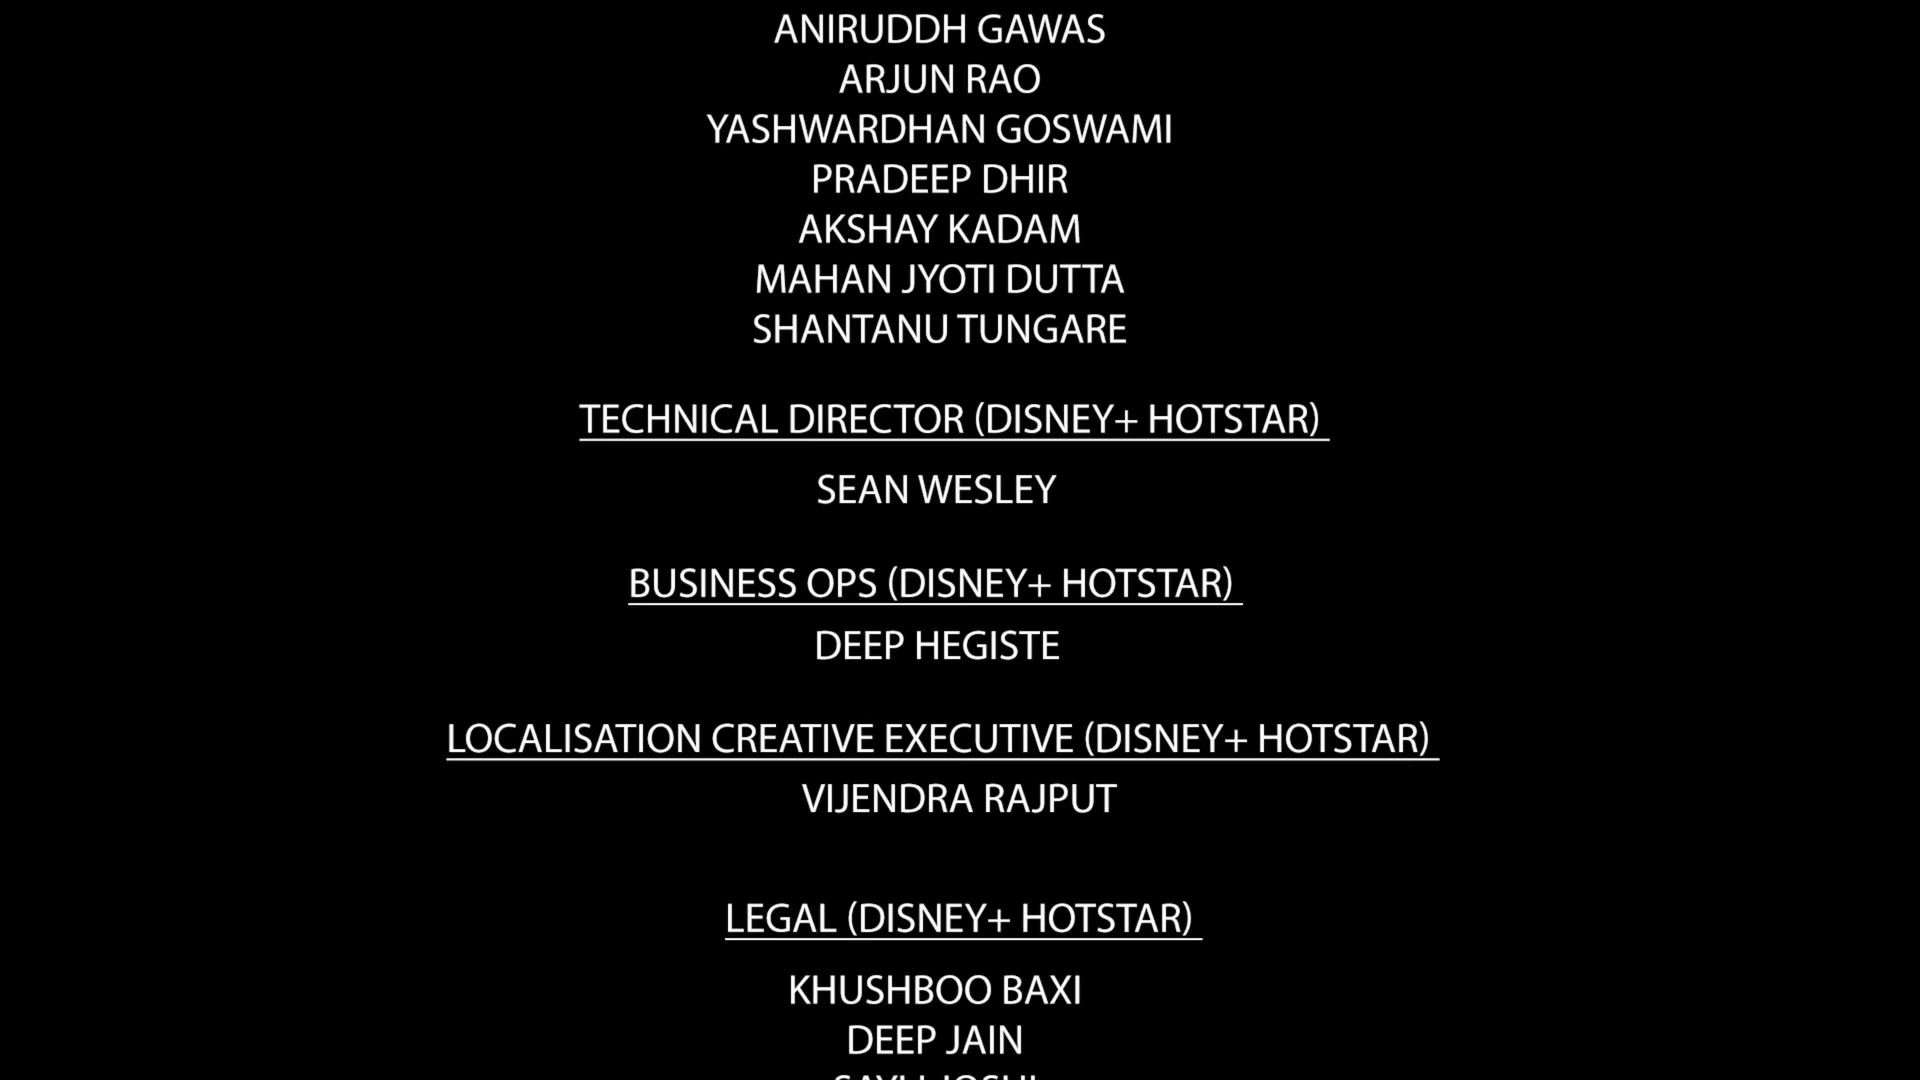 ANIRUDDH GAWAS
ARJUN RAO
YASHWARDHAN GOSWAMI
PRADEEP DHIR
AKSHAY KADAM
MAHAN JYOTI DUTTA
SHANTANU TUNGARE
TECHNICAL DIRECTOR (DISNEY+ HOTSTAR)
SEAN WESLEY
BUSINESS OPS (DISNEY+ HOTSTAR)
DEEP HEGISTE
LOCALISATION CREATIVE EXECUTIVE (DISNEY+ HOTSTAR)
VIJENDRA RAJPUT
LEGAL (DISNEY+ HOTSTAR)
KHUSHBOO BAXI
DEEP JAIN